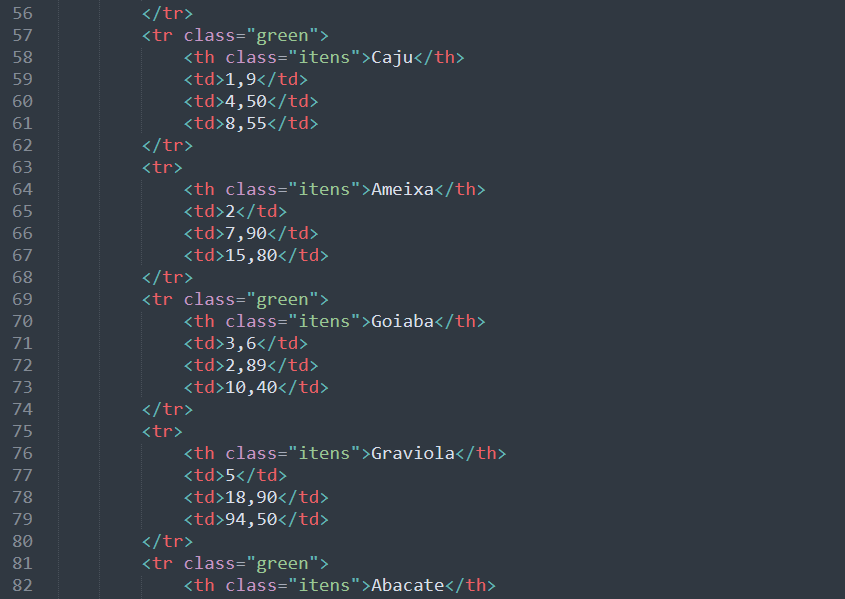 56 </tr>
57 <tr class="green">
58 <th class="itens">Caju</th>
59 <td>1,9</td>
60 <td>4,50</td>
61 <td>8,55</td>
62 </tr>
63 <tr>
64 <th class="itens">Ameixa</th>
65 <td>2</td>
66 <td>7,90</td>
67 <td>15,80</td>
68 </tr>
69 <tr class="green">
70 <th class="itens">Goiaba</th>
71 <td>3,6</td>
72 <td>2,89</td>
73 <td>10,40</td>
74 </tr>
75 <tr>
76 <th class="itens">Graviola</th>
77 <td>5</td>
78 <td>18,90</td>
79 <td>94,50</td>
80 </tr>
81 <tr class="green">
82 <th class="itens">Abacate</th>